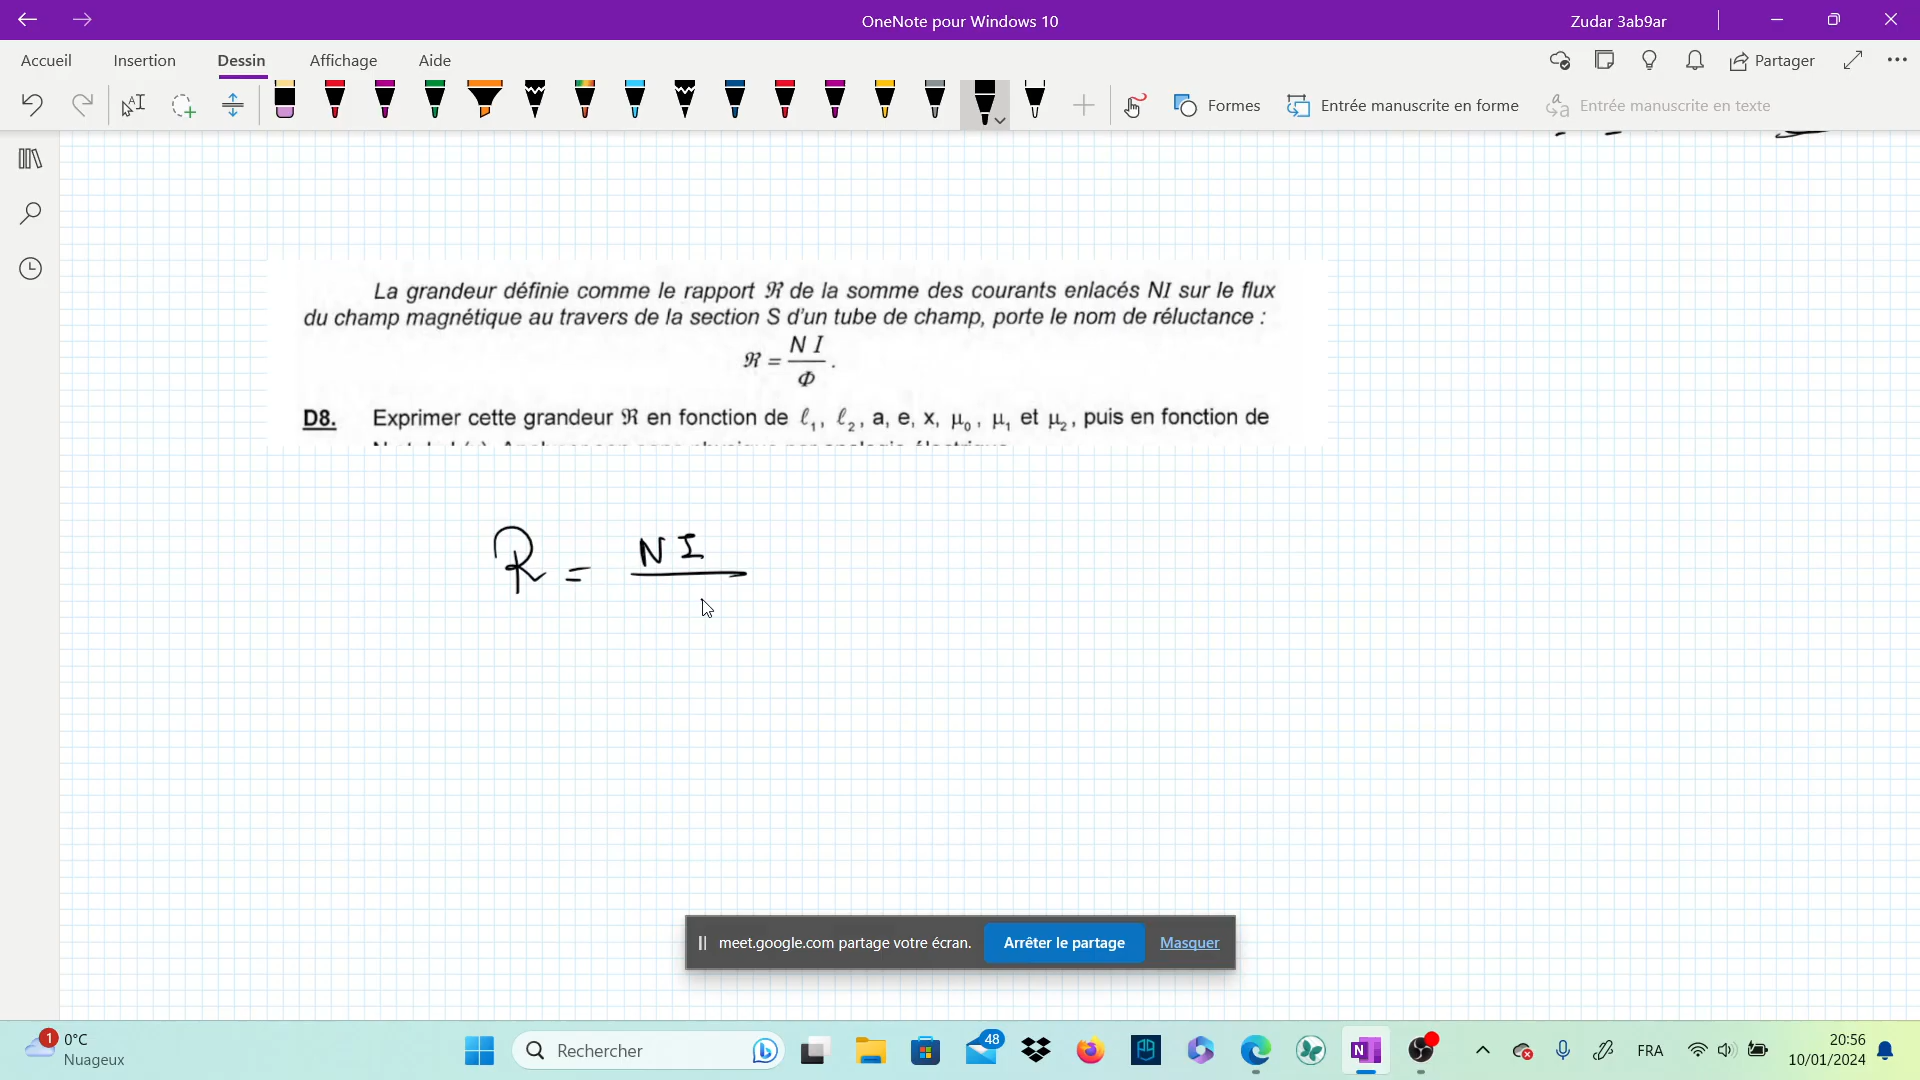 OneNote pour Windows 10
Zudar 3ab9ar
Accueil
Insertion
Dessin
Affichage
Aide
Partager
Formes
Entrée manuscrite en forme
Entrée manuscrite en texte
La grandeur définie comme le rapport ℜ de la somme des courants enlacés NI sur le flux
du champ magnétique au travers de la section S d'un tube de champ, porte le nom de réluctance :
ℜ = N I / Φ .
D8. Exprimer cette grandeur ℜ en fonction de ℓ₁, ℓ₂, a, e, x, μ₀, μ₁ et μ₂, puis en fonction de
R = N I
meet.google.com partage votre écran.
Arrêter le partage
Masquer
1
0°C
Nuageux
Rechercher
48
FRA
20:56
10/01/2024